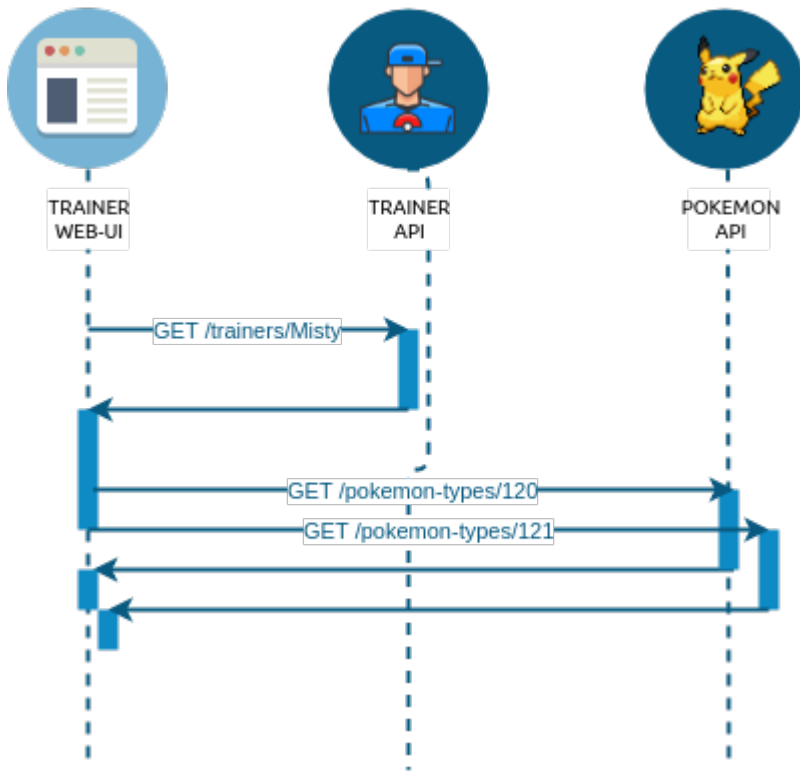 TRAINER
WEB-UI
TRAINER
API
POKEMON
API
GET /trainers/Misty
GET /pokemon-types/120
GET /pokemon-types/121